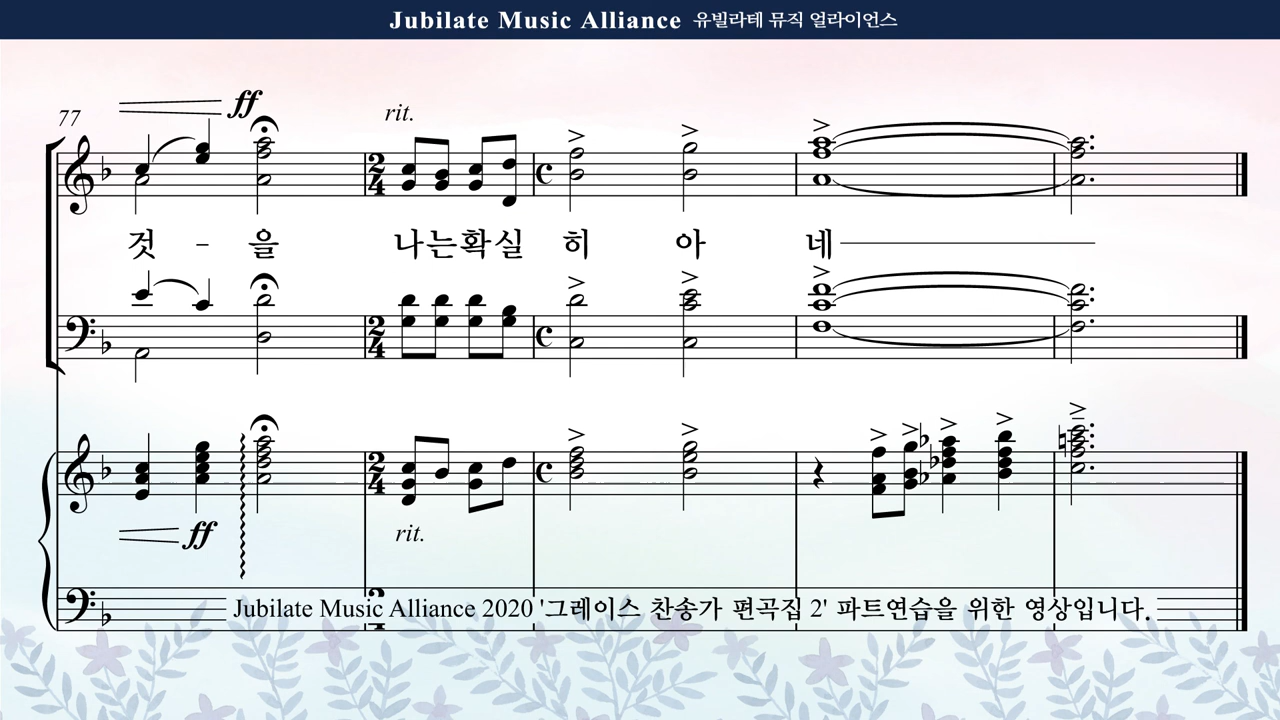 Jubilate Music Alliance 유빌라테 뮤직 얼라이언스
77
ff
rit.
것 - 을 나는확실 히 아 네
ff
rit.
Jubilate Music Alliance 2020 '그레이스 찬송가 편곡집 2' 파트연습을 위한 영상입니다.